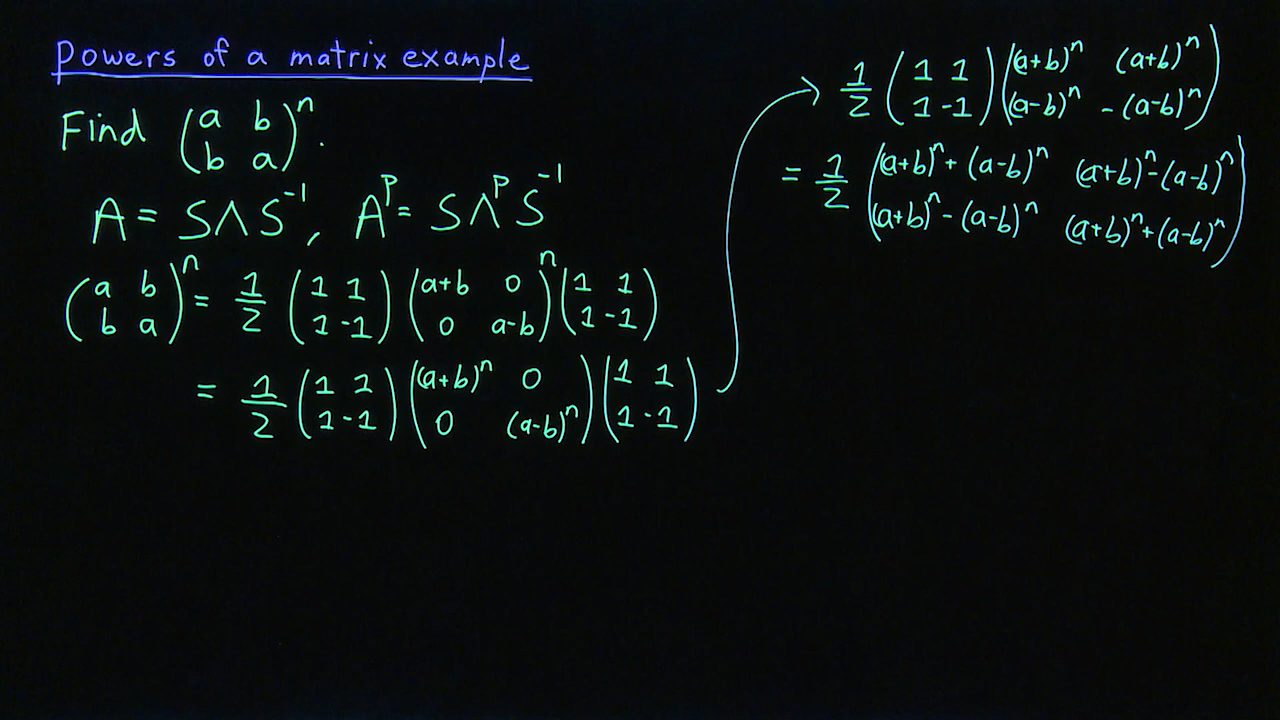 Powers of a matrix example
Find (a b; b a)^n.
A = SΛS^-1, A^p = SΛ^pS^-1
(a b; b a)^n = 1/2 (1 1; 1 -1) (a+b 0; 0 a-b)^n (1 1; 1 -1)
= 1/2 (1 1; 1 -1) ((a+b)^n 0; 0 (a-b)^n) (1 1; 1 -1)
1/2 (1 1; 1 -1) ((a+b)^n (a+b)^n; (a-b)^n -(a-b)^n)
= 1/2 ((a+b)^n + (a-b)^n (a+b)^n - (a-b)^n; (a+b)^n - (a-b)^n (a+b)^n + (a-b)^n)